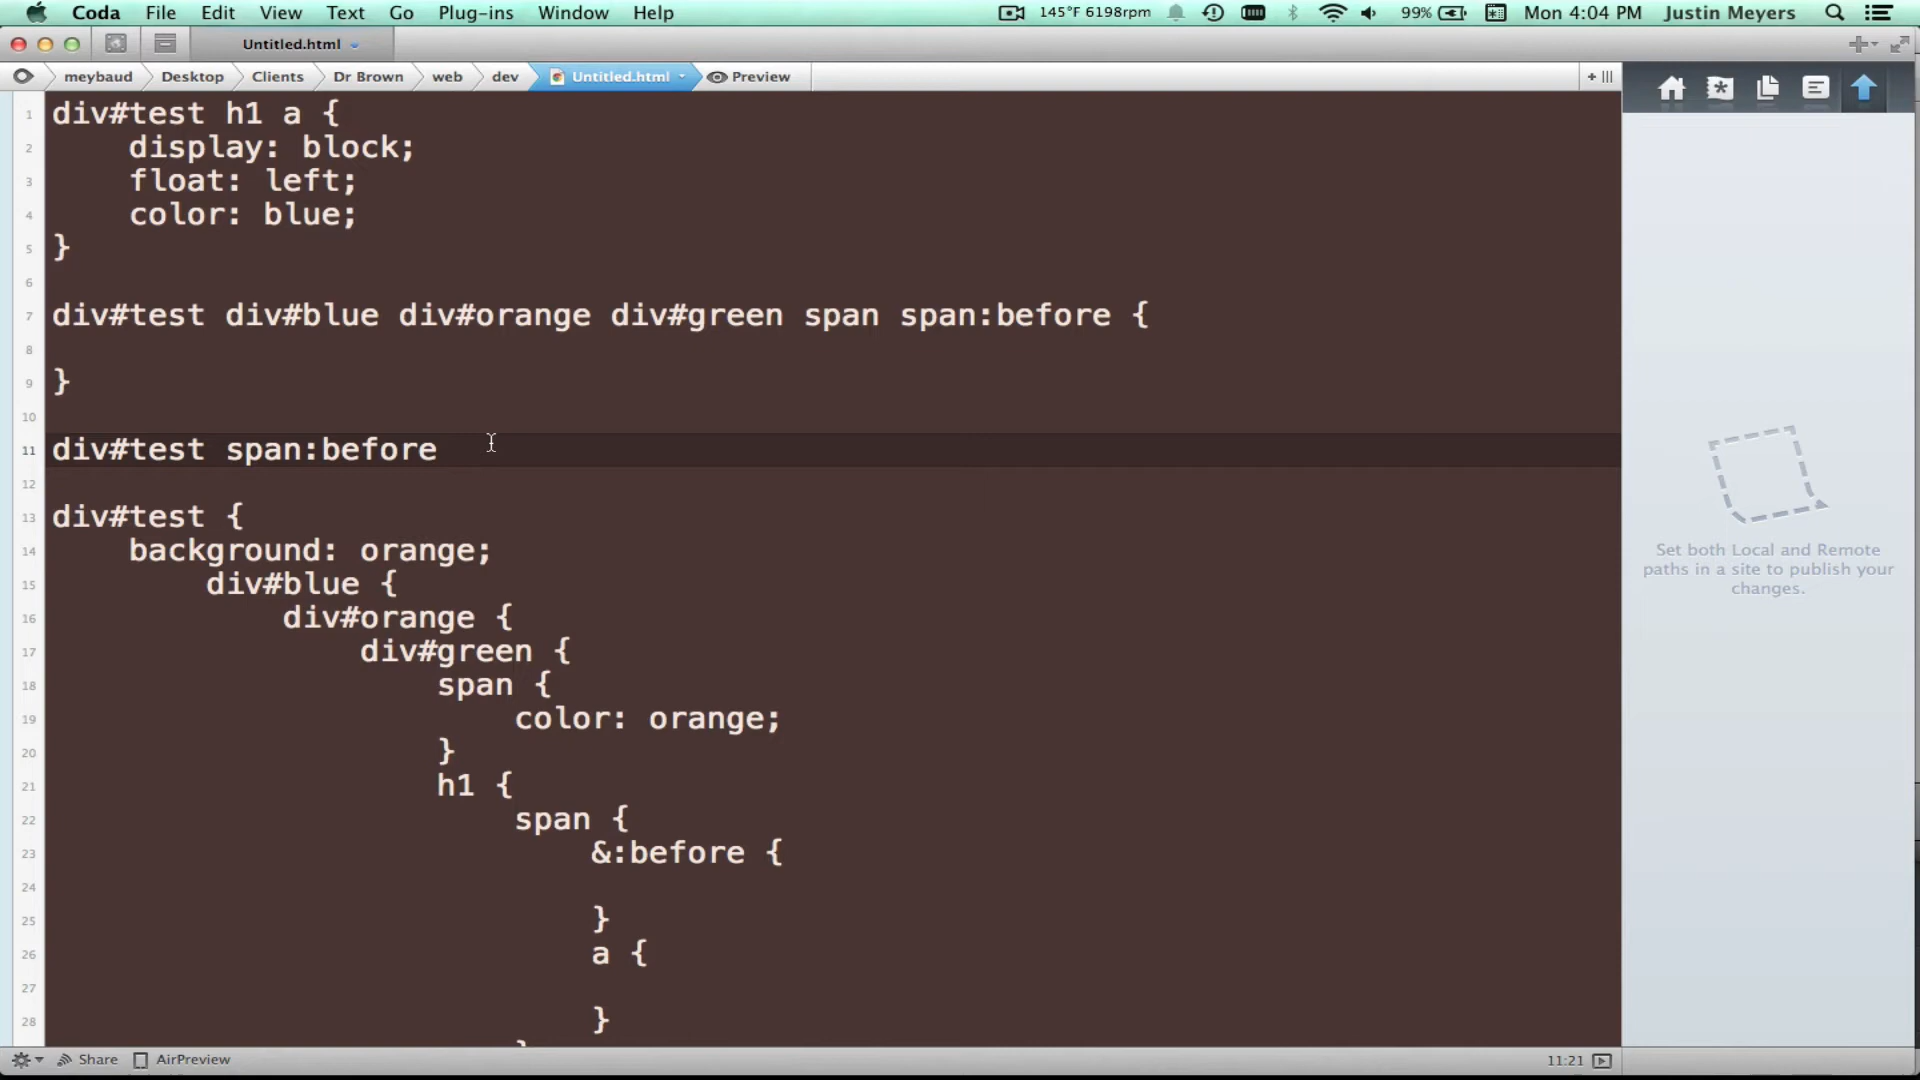 Coda File Edit View Text Go Plug-ins Window Help 145°F 6198rpm 99% Mon 4:04 PM Justin Meyers
Untitled.html
meybaud Desktop Clients Dr Brown web dev Untitled.html Preview
1 div#test h1 a {
2 display: block;
3 float: left;
4 color: blue;
5 }
6
7 div#test div#blue div#orange div#green span span:before {
8
9 }
10
11 div#test span:before
12
13 div#test {
14 background: orange;
15 div#blue {
16 div#orange {
17 div#green {
18 span {
19 color: orange;
20 }
21 h1 {
22 span {
23 &:before {
24
25 }
26 a {
27
28 }
Set both Local and Remote
paths in a site to publish your
changes.
Share AirPreview 11:21